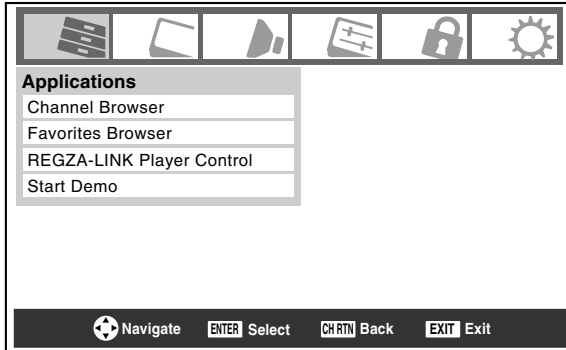 Applications
Channel Browser
Favorites Browser
REGZA-LINK Player Control
Start Demo
Navigate ENTER Select CH RTN Back EXIT Exit